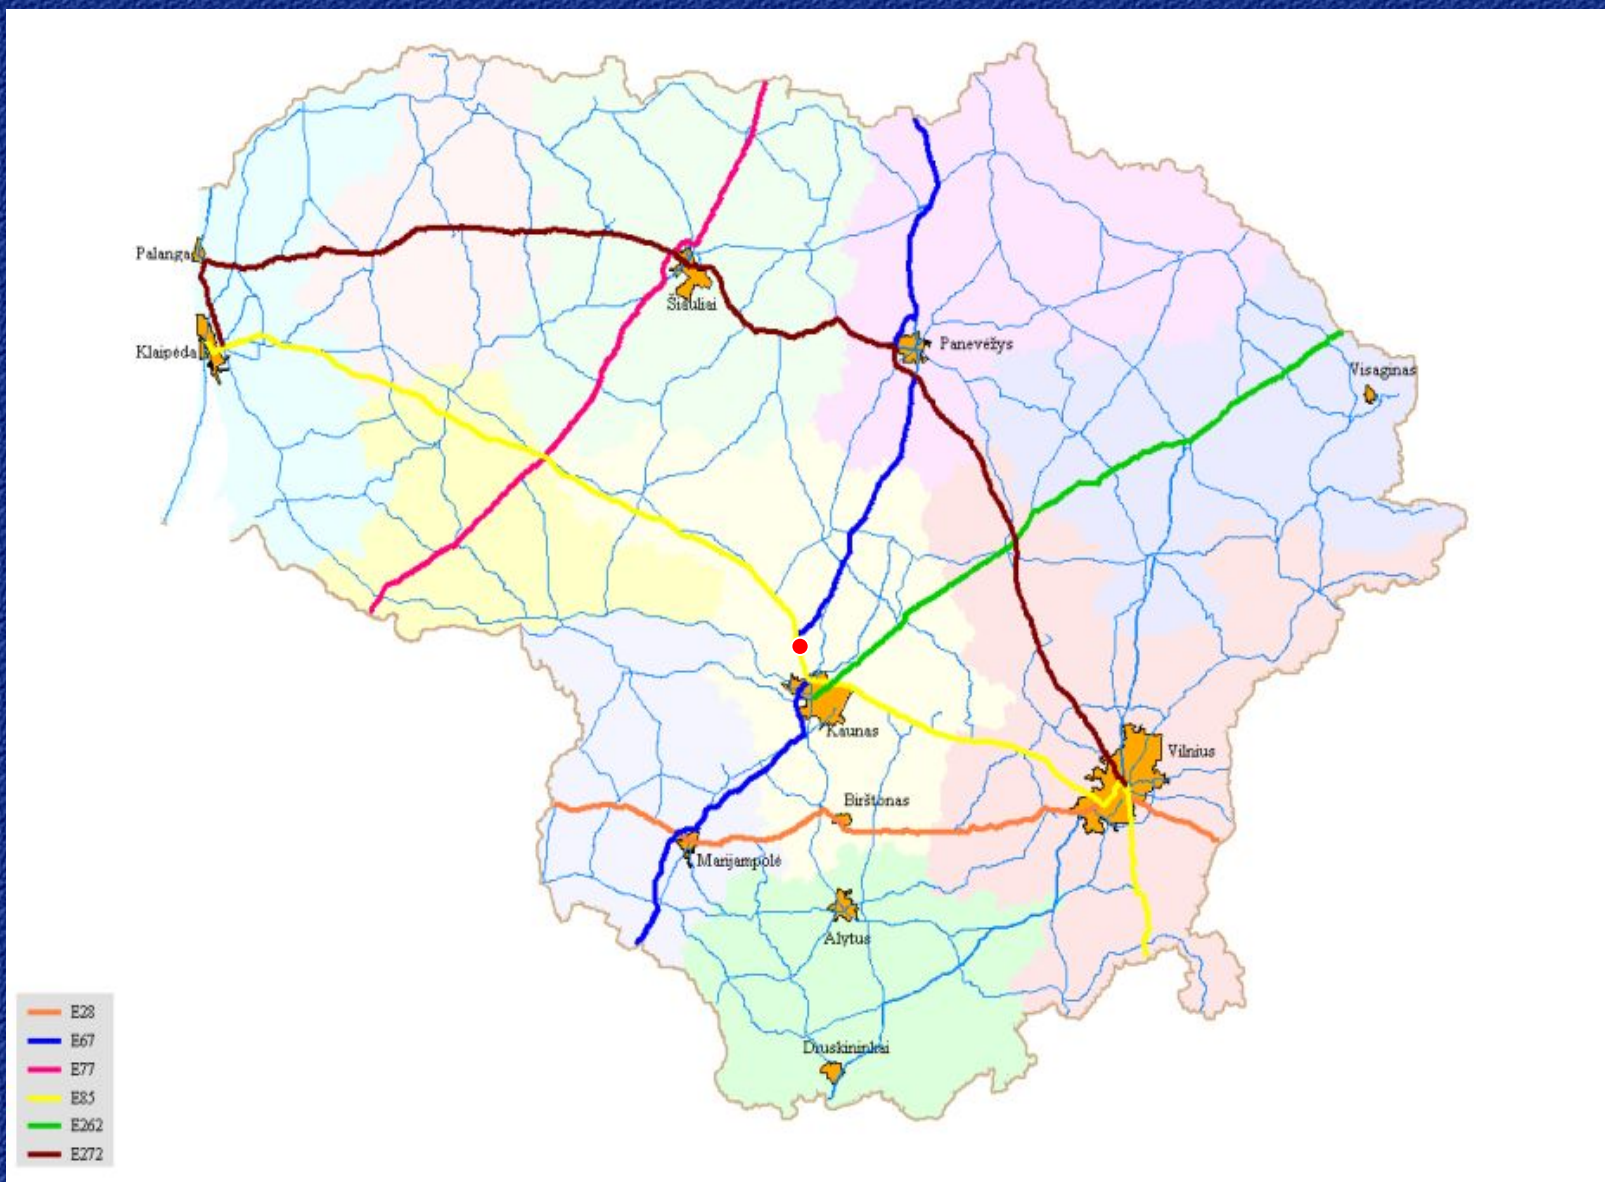 Palanga
Šiauliai
Klaipėda
Panevėžys
Visaginas
Kaunas
Vilnius
Birštonas
Marijampolė
Alytus
Druskininkai
E28
E67
E77
E85
E262
E272